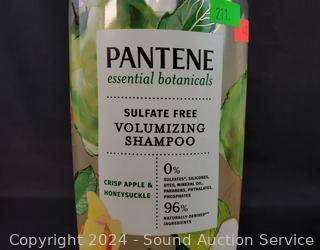 211
PANTENE
essential botanicals
SULFATE FREE
VOLUMIZING
SHAMPOO
CRISP APPLE &
HONEYSUCKLE
0%
SULFATES*, SILICONES,
DYES, MINERAL OIL,
PARABENS, PHTHALATES,
PHOSPHATES
96%
NATURALLY DERIVED**
INGREDIENTS
Copyright 2024 - Sound Auction Service